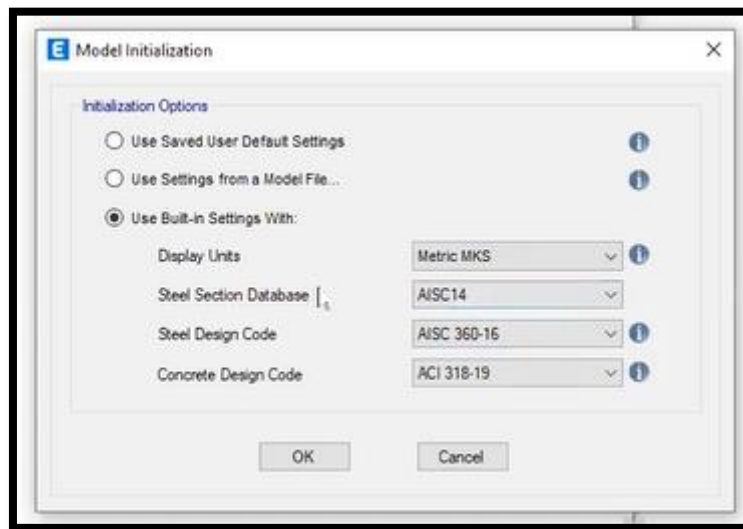 E Model Initialization
Initialization Options
Use Saved User Default Settings
Use Settings from a Model File...
Use Built-in Settings With:
Display Units Metric MKS
Steel Section Database AISC14
Steel Design Code AISC 360-16
Concrete Design Code ACI 318-19
OK Cancel